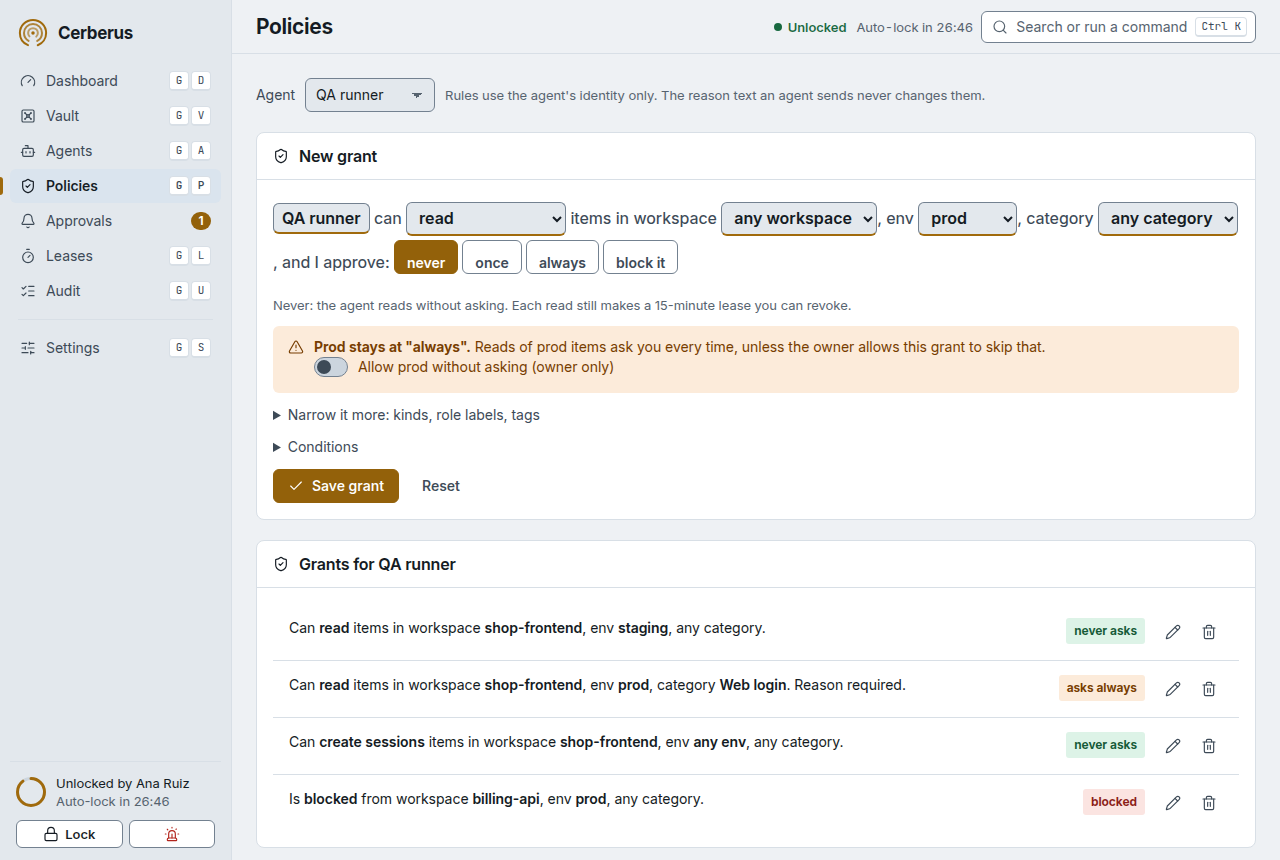 Cerberus
Dashboard G D
Vault G V
Agents G A
Policies G P
Approvals 1
Leases G L
Audit G U
Settings G S
Unlocked by Ana Ruiz
Auto-lock in 26:46
Lock
Policies
Unlocked Auto-lock in 26:46 Search or run a command Ctrl K
Agent QA runner Rules use the agent's identity only. The reason text an agent sends never changes them.
New grant
QA runner can read items in workspace any workspace, env prod, category any category
, and I approve: never once always block it
Never: the agent reads without asking. Each read still makes a 15-minute lease you can revoke.
Prod stays at "always". Reads of prod items ask you every time, unless the owner allows this grant to skip that.
Allow prod without asking (owner only)
Narrow it more: kinds, role labels, tags
Conditions
Save grant Reset
Grants for QA runner
Can read items in workspace shop-frontend, env staging, any category. never asks
Can read items in workspace shop-frontend, env prod, category Web login. Reason required. asks always
Can create sessions items in workspace shop-frontend, env any env, any category. never asks
Is blocked from workspace billing-api, env prod, any category. blocked